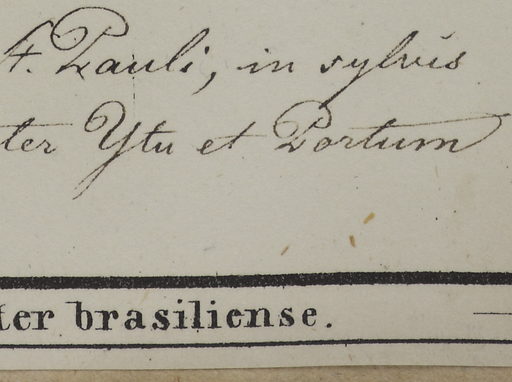 S. Pauli, in sylvis
ter Ytu et Portum
ter brasiliense.